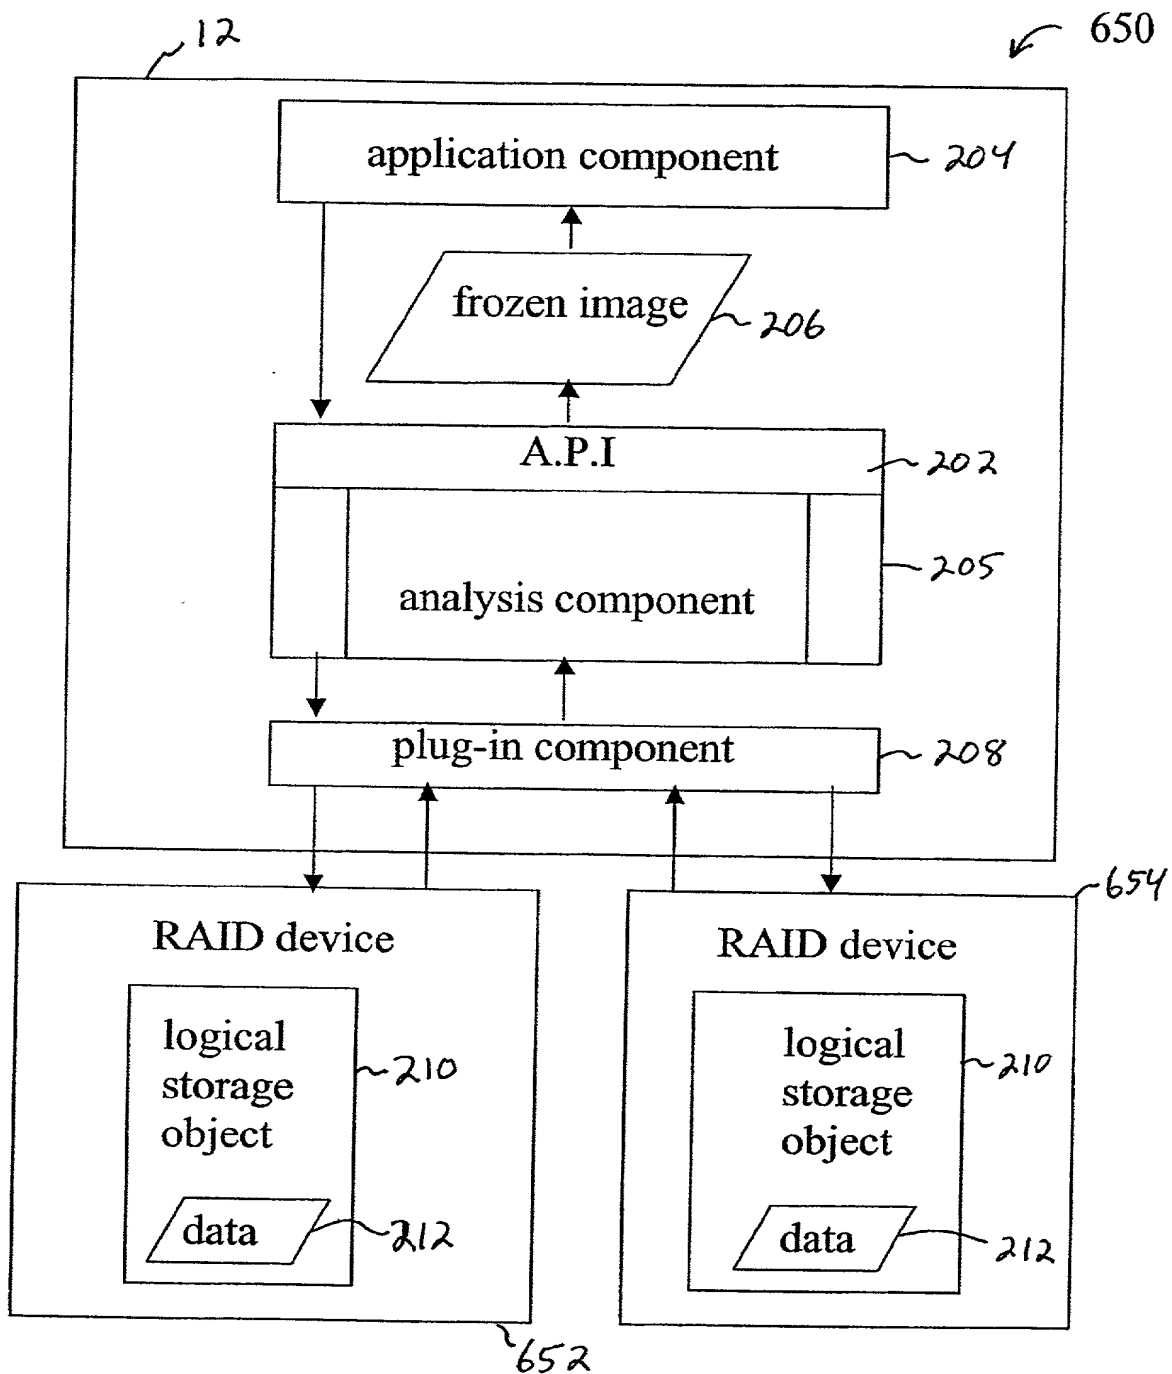 12
650
application component
204
frozen image
206
A.P.I
202
205
analysis component
plug-in component
208
654
RAID device
RAID device
logical
storage
object
210
logical
storage
object
210
data
212
data
212
652